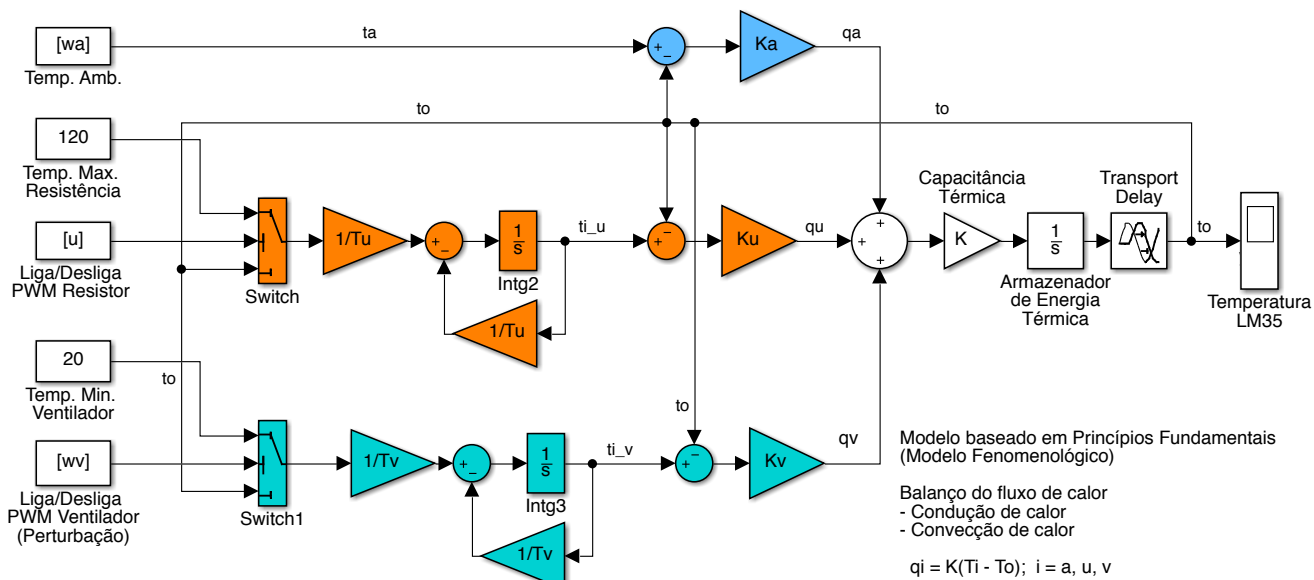 [wa]
Temp. Amb.
ta
+
-
Ka
qa
to
to
120
Temp. Max.
Resistência
[u]
Liga/Desliga
PWM Resistor
Switch
1/Tu
+
-
1
s
Intg2
1/Tu
ti_u
+
-
Ku
qu
+
+
+
Capacitância
Térmica
K
1
s
Armazenador
de Energia
Térmica
Transport
Delay
to
Temperatura
LM35
20
Temp. Min.
Ventilador
to
[wv]
Liga/Desliga
PWM Ventilador
(Perturbação)
Switch1
1/Tv
+
-
1
s
Intg3
1/Tv
ti_v
to
+
-
Kv
qv
Modelo baseado em Princípios Fundamentais
(Modelo Fenomenológico)
Balanço do fluxo de calor
- Condução de calor
- Convecção de calor
qi = K(Ti - To); i = a, u, v